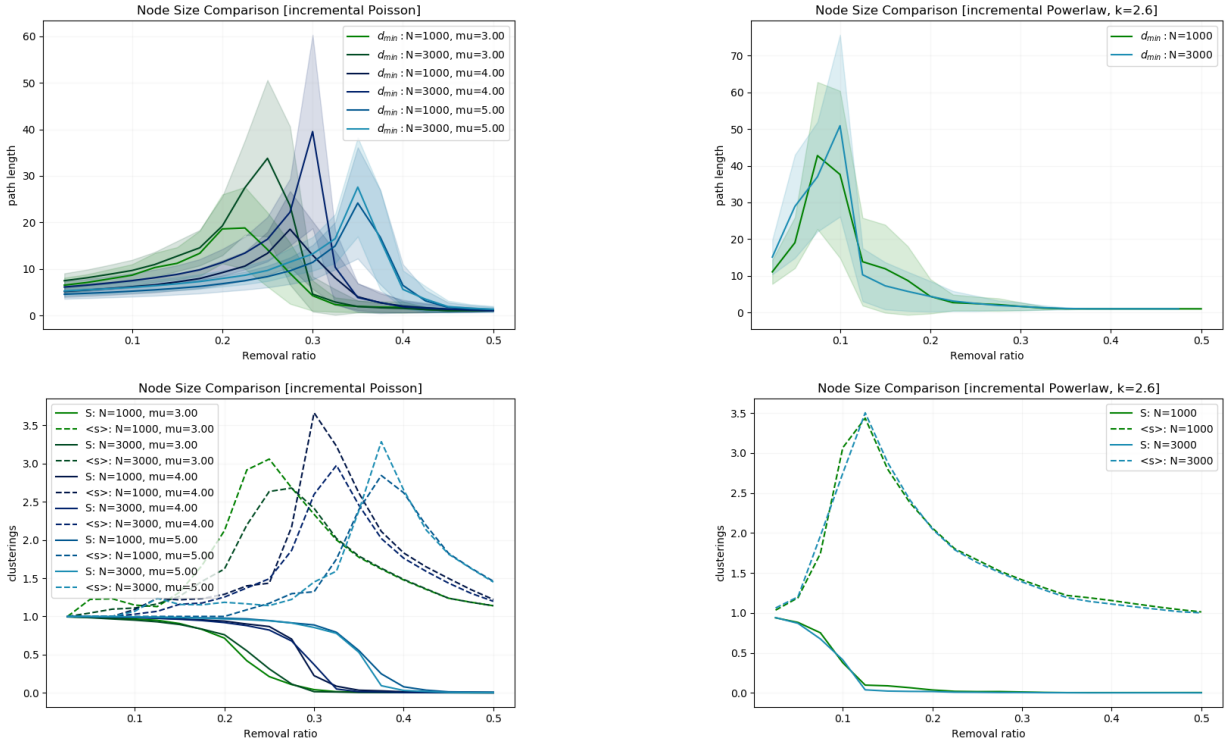 Node Size Comparison [incremental Poisson]
60
50
40
30
20
10
0
path length
0.1 0.2 0.3 0.4 0.5
Removal ratio
d_min : N=1000, mu=3.00
d_min : N=3000, mu=3.00
d_min : N=1000, mu=4.00
d_min : N=3000, mu=4.00
d_min : N=1000, mu=5.00
d_min : N=3000, mu=5.00
Node Size Comparison [incremental Powerlaw, k=2.6]
70
60
50
40
30
20
10
0
path length
0.1 0.2 0.3 0.4 0.5
Removal ratio
d_min : N=1000
d_min : N=3000
Node Size Comparison [incremental Poisson]
3.5
3.0
2.5
2.0
1.5
1.0
0.5
0.0
clusterings
0.1 0.2 0.3 0.4 0.5
Removal ratio
S: N=1000, mu=3.00
<s>: N=1000, mu=3.00
S: N=3000, mu=3.00
<s>: N=3000, mu=3.00
S: N=1000, mu=4.00
<s>: N=1000, mu=4.00
S: N=3000, mu=4.00
<s>: N=3000, mu=4.00
S: N=1000, mu=5.00
<s>: N=1000, mu=5.00
S: N=3000, mu=5.00
<s>: N=3000, mu=5.00
Node Size Comparison [incremental Powerlaw, k=2.6]
3.5
3.0
2.5
2.0
1.5
1.0
0.5
0.0
clusterings
0.1 0.2 0.3 0.4 0.5
Removal ratio
S: N=1000
<s>: N=1000
S: N=3000
<s>: N=3000